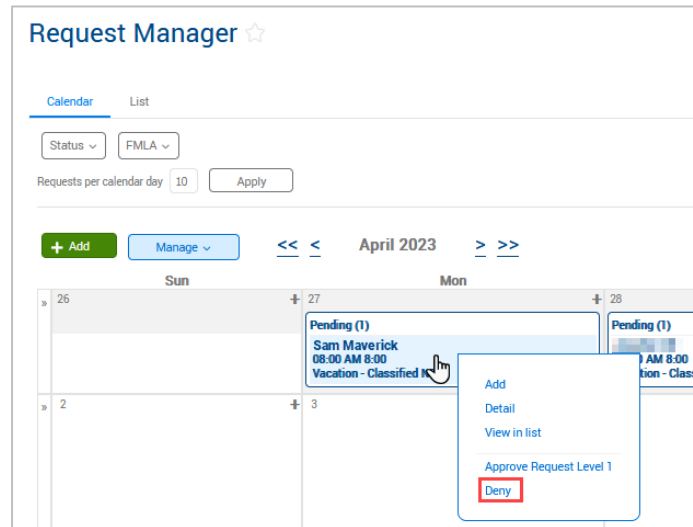 Request Manager
Calendar List
Status FMLA
Requests per calendar day 10 Apply
+ Add Manage << < April 2023 > >>
Sun Mon
» 26 + 27 + 28
Pending (1) Pending (1)
Sam Maverick
08:00 AM 8:00 AM 8:00
Vacation - Classified
Add
Detail
View in list
Approve Request Level 1
Deny
» 2 + 3